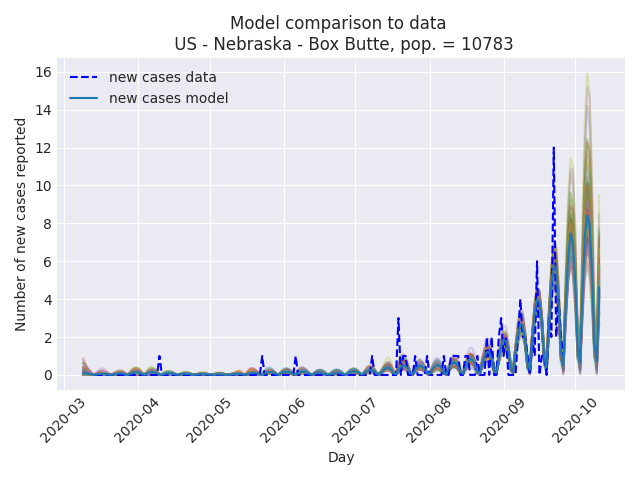 Model comparison to data
US - Nebraska - Box Butte, pop. = 10783
new cases data
new cases model
Number of new cases reported
16
14
12
10
8
6
4
2
0
2020-03
2020-04
2020-05
2020-06
2020-07
2020-08
2020-09
2020-10
Day